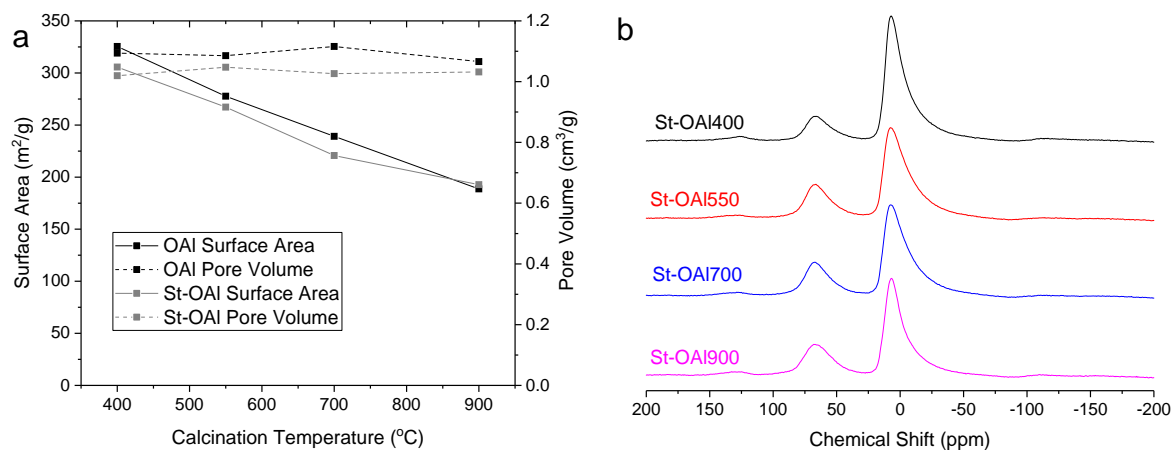 a
350
300
250
200
150
100
50
0
Surface Area (m²/g)
1.2
1.0
0.8
0.6
0.4
0.2
0.0
Pore Volume (cm³/g)
OAl Surface Area
OAl Pore Volume
St-OAl Surface Area
St-OAl Pore Volume
400 500 600 700 800 900
Calcination Temperature (°C)
b
St-OAl400
St-OAl550
St-OAl700
St-OAl900
200 150 100 50 0 -50 -100 -150 -200
Chemical Shift (ppm)